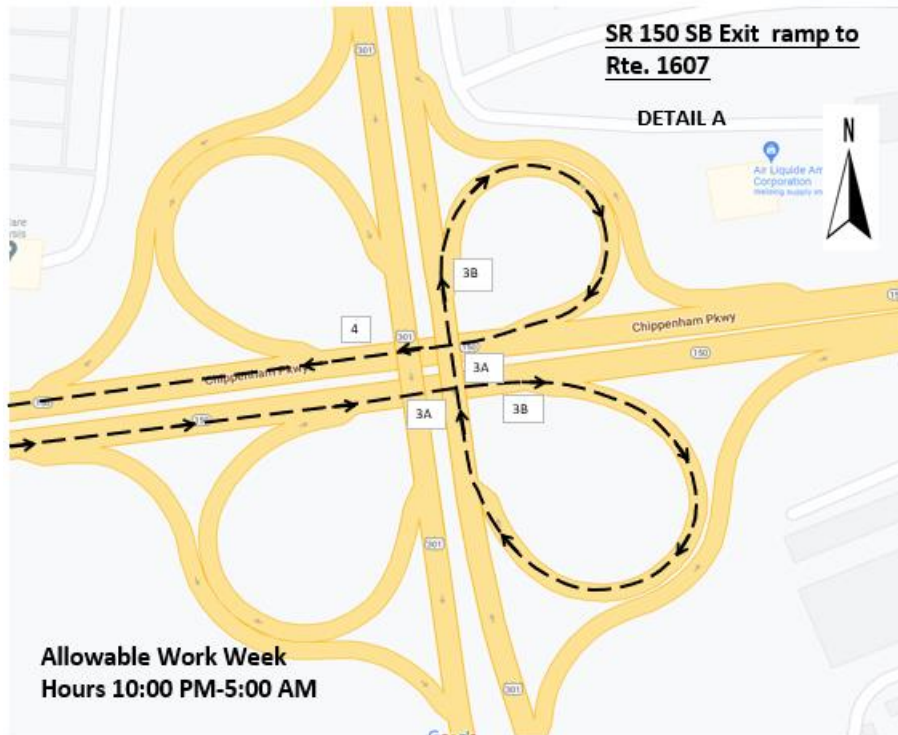 SR 150 SB Exit ramp to
Rte. 1607
DETAIL A
N
301
Air Liquide Am
Corporation
3B
4
301
150
Chippenham Pkwy
150
Chippenham Pkwy
3A
150
3A
3B
150
301
301
Allowable Work Week
Hours 10:00 PM-5:00 AM